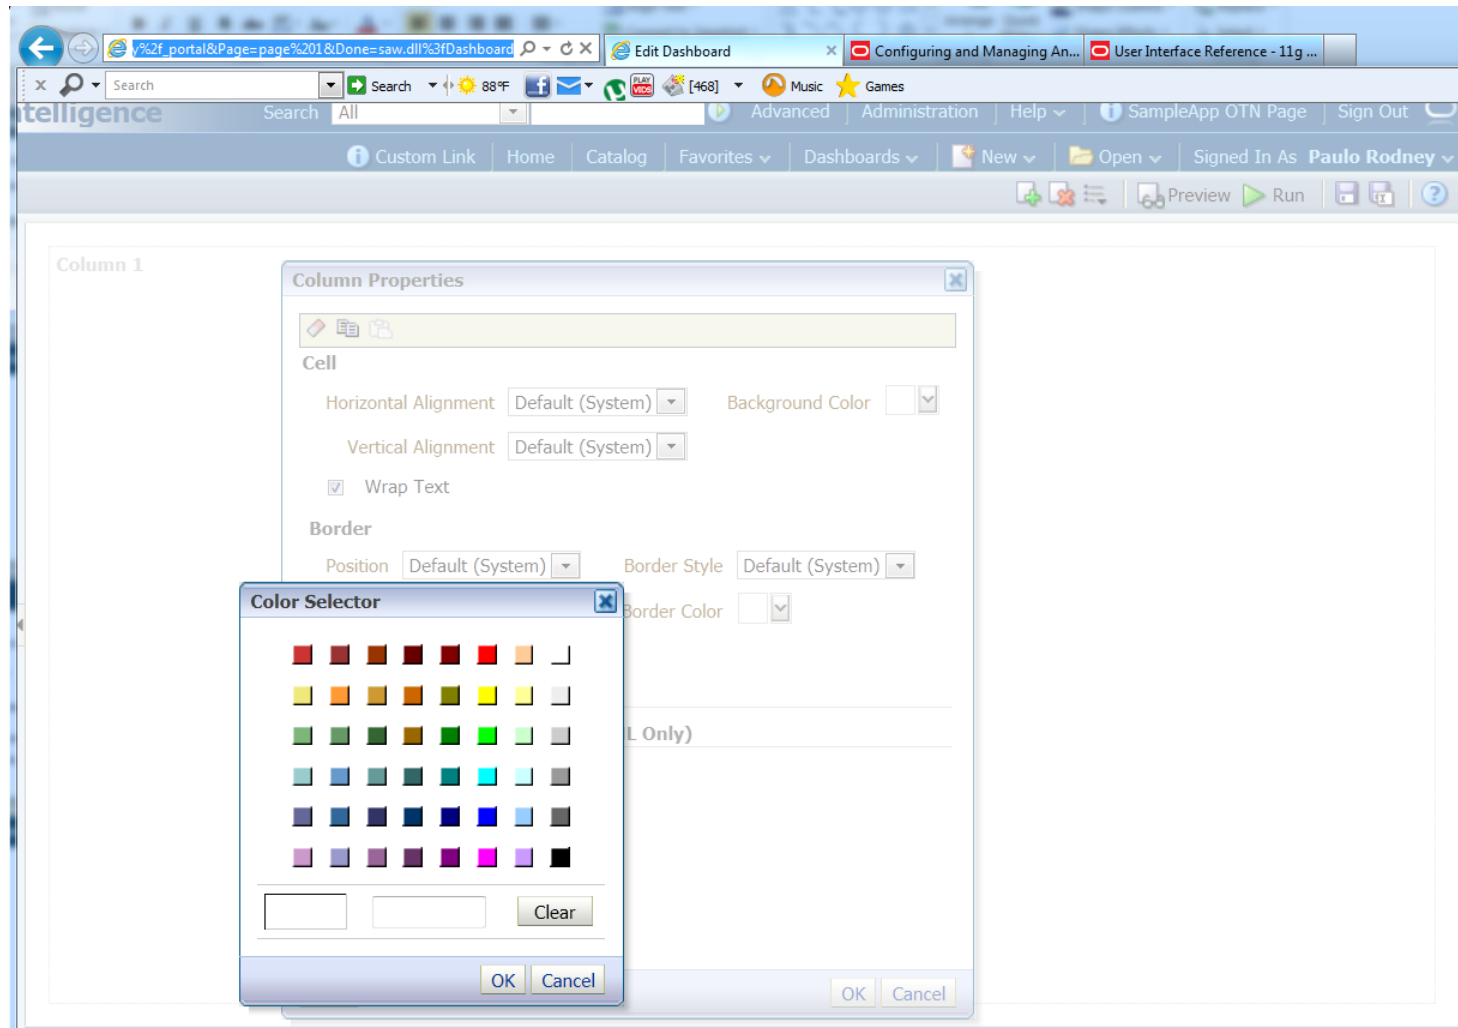 y%2f_portal&Page=page%201&Done=saw.dll%3fDashboard Edit Dashboard Configuring and Managing An... User Interface Reference - 11g ...
Search Search 88°F PLAY VIDS [468] Music Games
telligence Search All Advanced Administration Help SampleApp OTN Page Sign Out
Custom Link Home Catalog Favorites Dashboards New Open Signed In As Paulo Rodney
Preview Run
Column 1
Column Properties
Cell
Horizontal Alignment Default (System) Background Color
Vertical Alignment Default (System)
Wrap Text
Border
Position Default (System) Border Style Default (System)
Border Color
L Only)
Color Selector
Clear
OK Cancel
OK Cancel